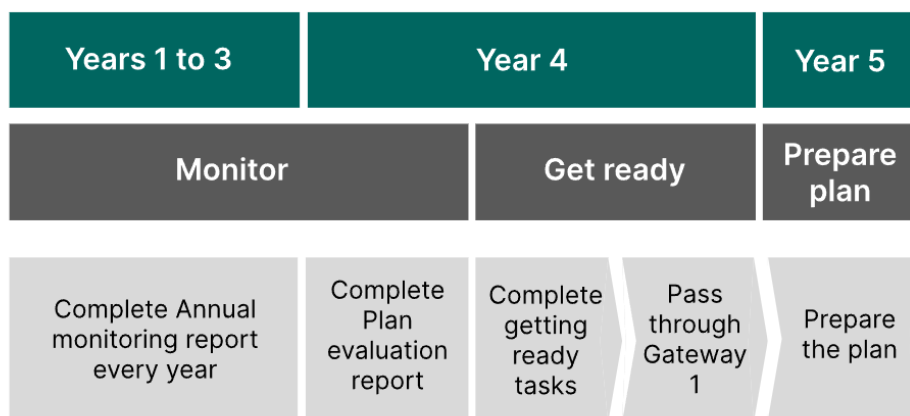 Years 1 to 3
Year 4
Year 5
Monitor
Get ready
Prepare
plan
Complete Annual
monitoring report
every year
Complete
Plan
evaluation
report
Complete
getting
ready
tasks
Pass
through
Gateway
1
Prepare
the plan